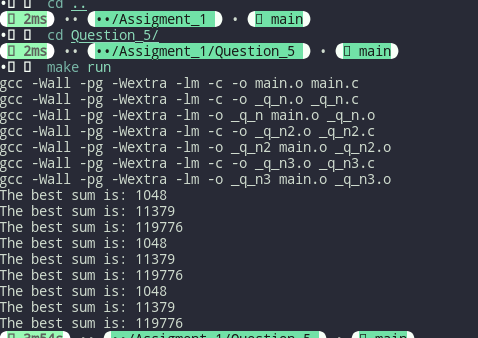 cd ..
2ms •• ••/Assigment_1 • main
cd Question_5/
2ms •• ••/Assigment_1/Question_5 • main
make run
gcc -Wall -pg -Wextra -lm -c -o main.o main.c
gcc -Wall -pg -Wextra -lm -c -o _q_n.o _q_n.c
gcc -Wall -pg -Wextra -lm -o _q_n main.o _q_n.o
gcc -Wall -pg -Wextra -lm -c -o _q_n2.o _q_n2.c
gcc -Wall -pg -Wextra -lm -o _q_n2 main.o _q_n2.o
gcc -Wall -pg -Wextra -lm -c -o _q_n3.o _q_n3.c
gcc -Wall -pg -Wextra -lm -o _q_n3 main.o _q_n3.o
The best sum is: 1048
The best sum is: 11379
The best sum is: 119776
The best sum is: 1048
The best sum is: 11379
The best sum is: 119776
The best sum is: 1048
The best sum is: 11379
The best sum is: 119776
2m54s •• ••/Assigment_1/Question_5 • main